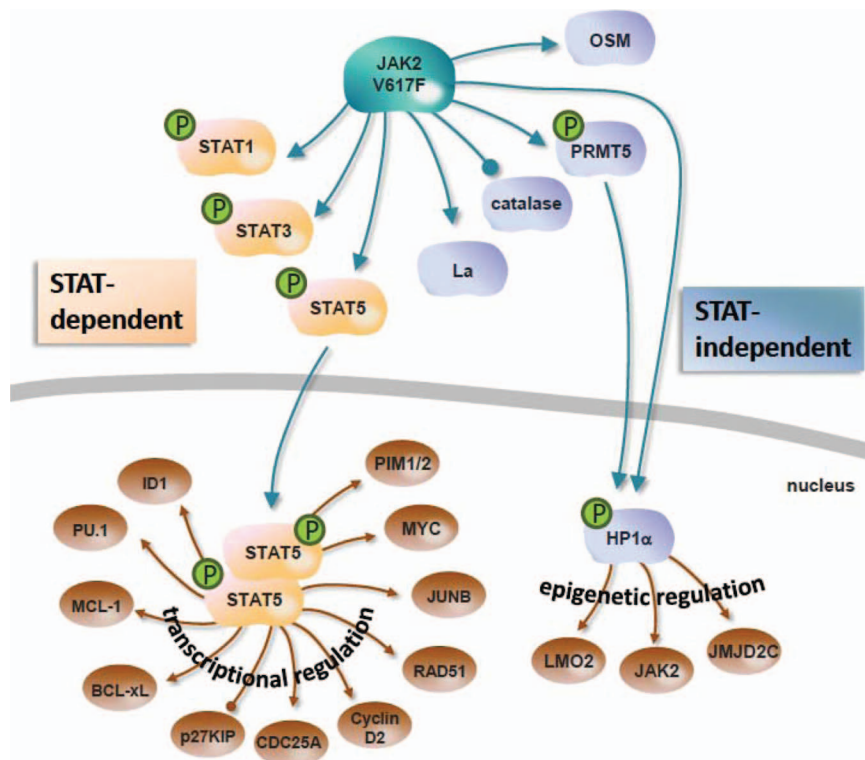 OSM
JAK2
V617F
P
STAT1
P
PRMT5
P
STAT3
catalase
La
P
STAT5
STAT-
dependent
STAT-
independent
nucleus
PIM1/2
ID1
P
MYC
PU.1
STAT5
P
HP1α
P
STAT5
JUNB
MCL-1
epigenetic regulation
transcriptional regulation
LMO2
JAK2
JMJD2C
RAD51
BCL-xL
p27KIP
CDC25A
Cyclin
D2